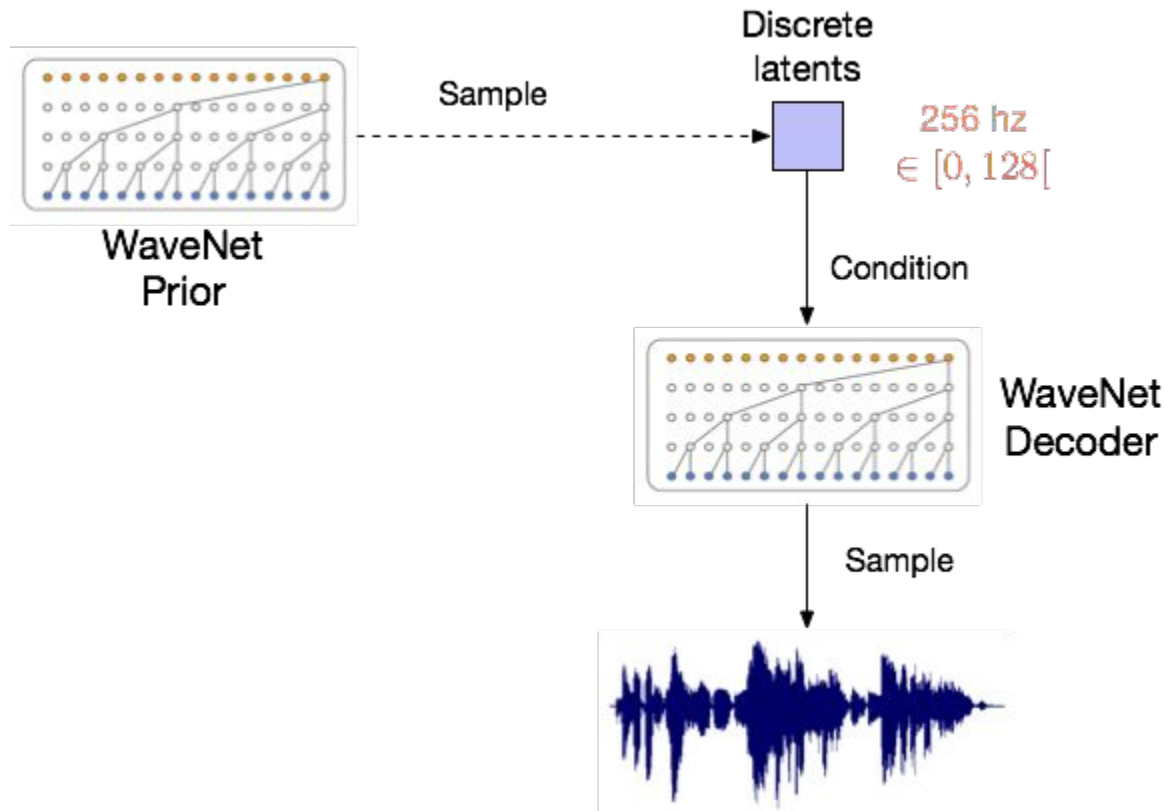 Discrete
latents
Sample
256 hz
∈ [0, 128[
WaveNet
Prior
Condition
WaveNet
Decoder
Sample